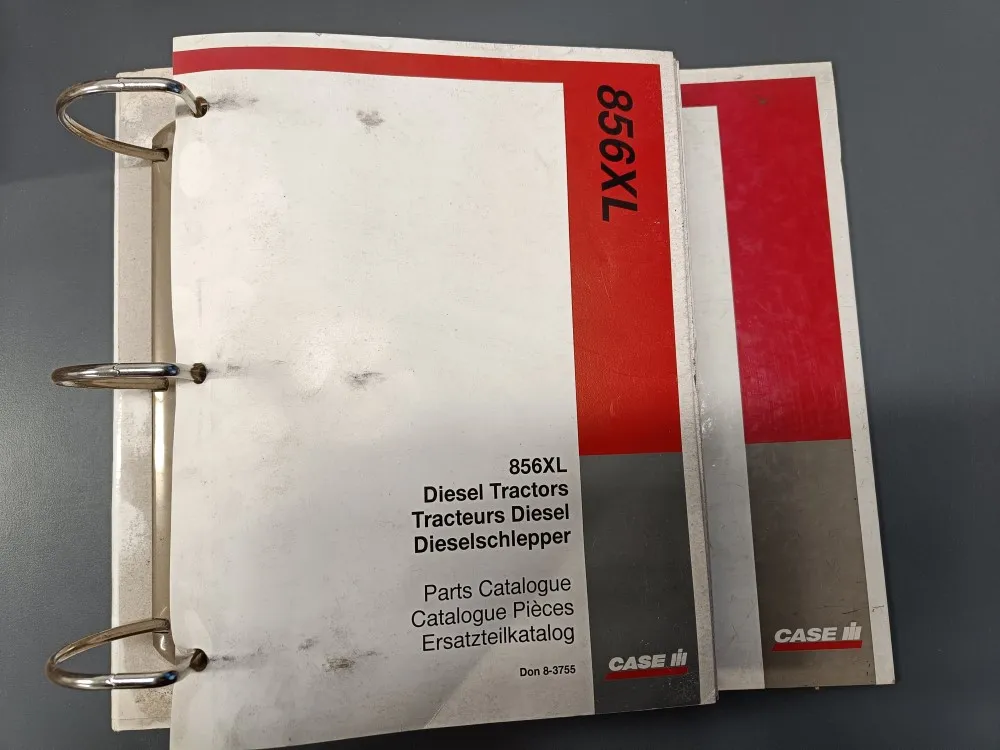 856XL
856XL
Diesel Tractors
Tracteurs Diesel
Dieselschlepper
Parts Catalogue
Catalogue Pièces
Ersatzteilkatalog
Don 8-3755
CASE IH
CASE IH